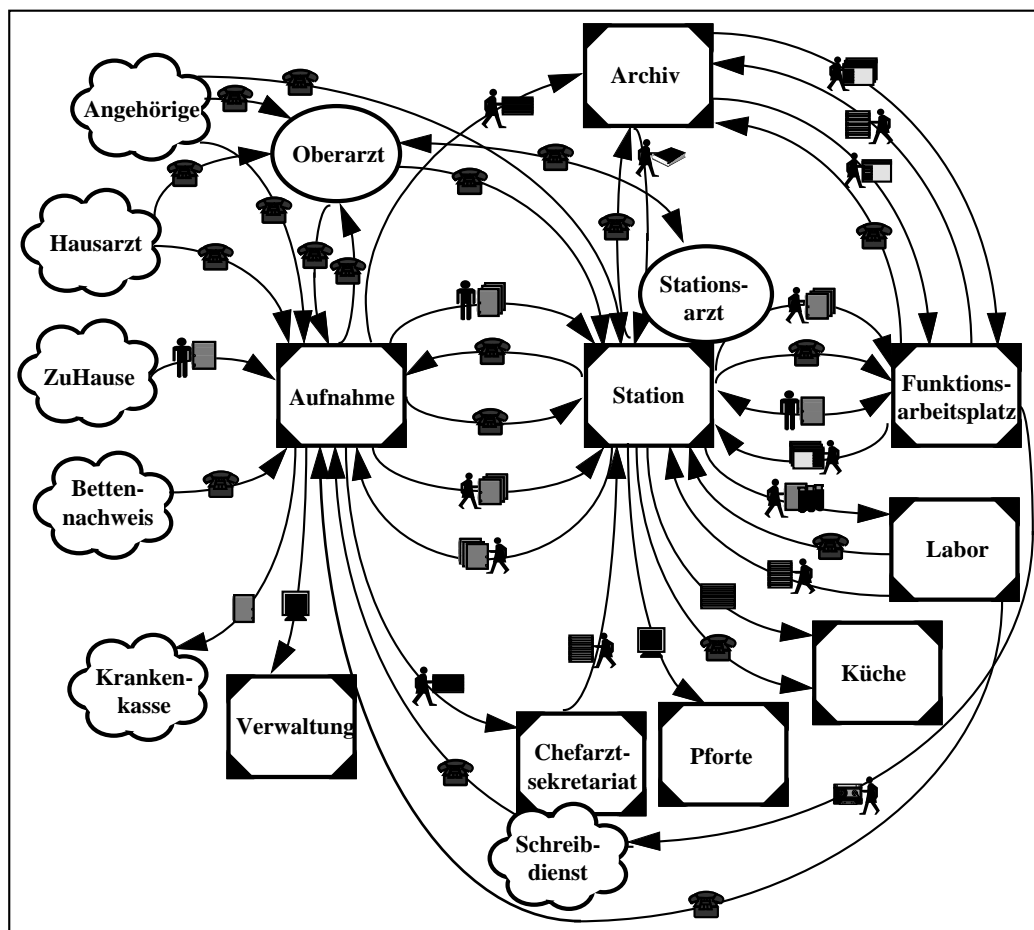 Archiv
Angehörige
Oberarzt
Hausarzt
Stations-
arzt
ZuHause
Aufnahme
Station
Funktions-
arbeitsplatz
Betten-
nachweis
Labor
Kranken-
kasse
Küche
Verwaltung
Chefarzt-
sekretariat
Pforte
Schreib-
dienst